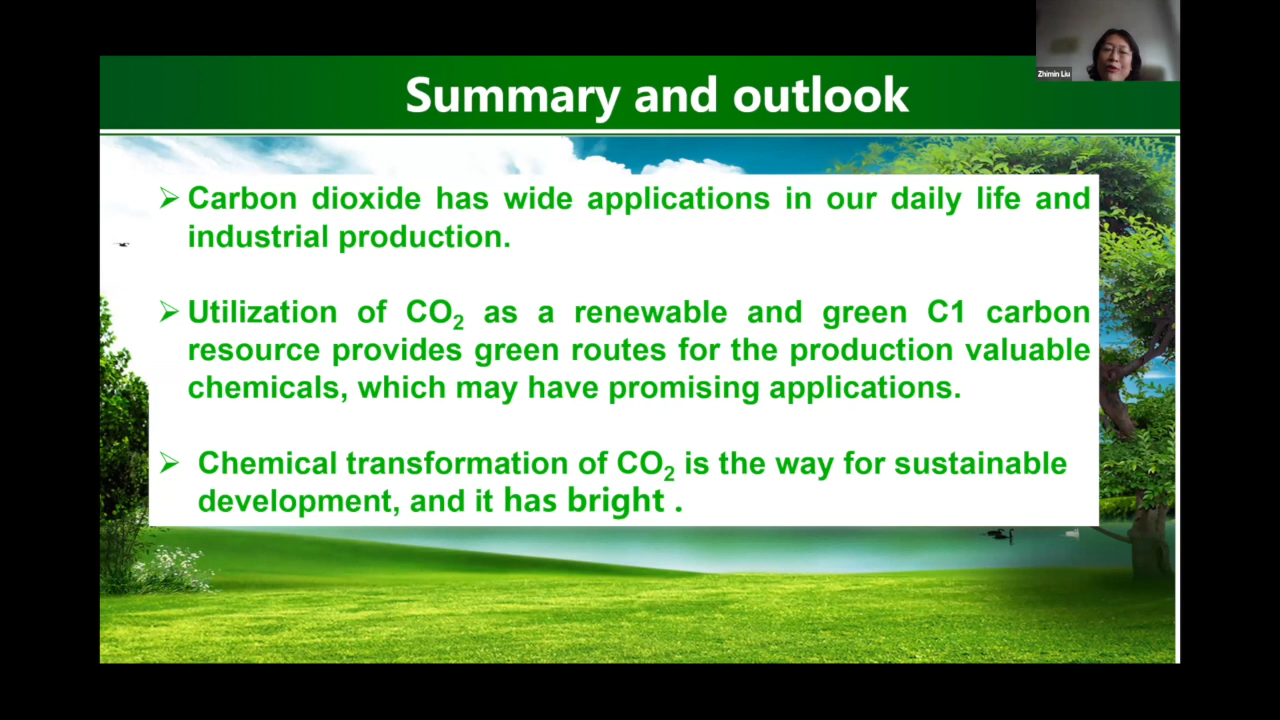 Zhimin Liu
Summary and outlook
➢ Carbon dioxide has wide applications in our daily life and
industrial production.
➢ Utilization of CO₂ as a renewable and green C1 carbon
resource provides green routes for the production valuable
chemicals, which may have promising applications.
➢ Chemical transformation of CO₂ is the way for sustainable
development, and it has bright .